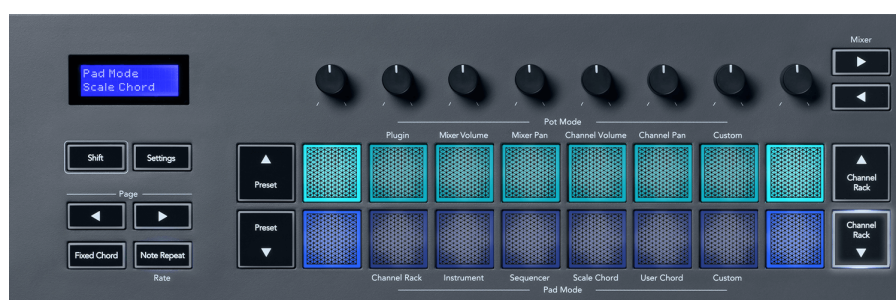 Mixer
Pad Mode
Scale Chord
Pot Mode
Plugin Mixer Volume Mixer Pan Channel Volume Channel Pan Custom
Shift Settings
Preset
Channel
Rack
Page
Preset
Channel
Rack
Fixed Chord Note Repeat
Rate
Channel Rack Instrument Sequencer Scale Chord User Chord Custom
Pad Mode